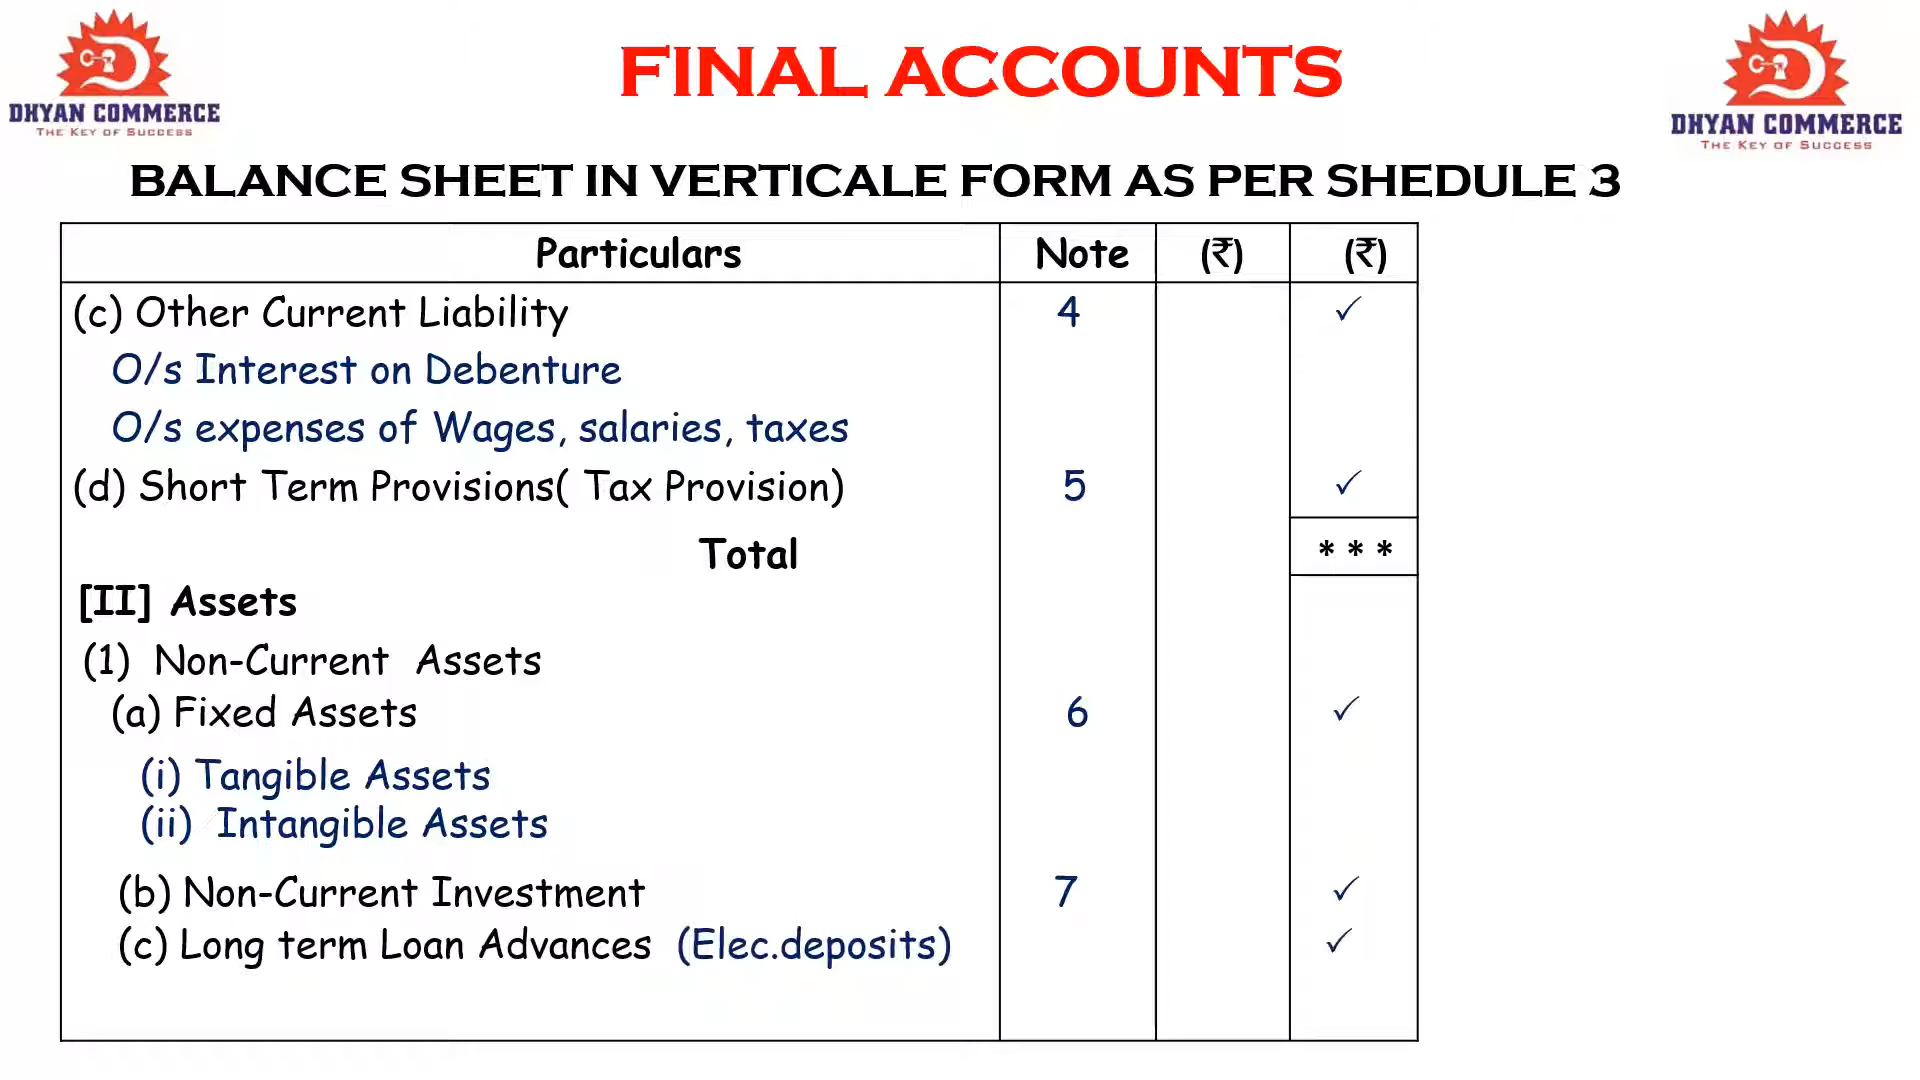 DHYAN COMMERCE
THE KEY OF SUCCESS
FINAL ACCOUNTS
DHYAN COMMERCE
THE KEY OF SUCCESS
BALANCE SHEET IN VERTICALE FORM AS PER SHEDULE 3
Particulars Note (₹) (₹)
(c) Other Current Liability 4 ✓
O/s Interest on Debenture
O/s expenses of Wages, salaries, taxes
(d) Short Term Provisions( Tax Provision) 5 ✓
Total ***
[II] Assets
(1) Non-Current Assets
(a) Fixed Assets 6 ✓
(i) Tangible Assets
(ii) Intangible Assets
(b) Non-Current Investment 7 ✓
(c) Long term Loan Advances (Elec.deposits) ✓